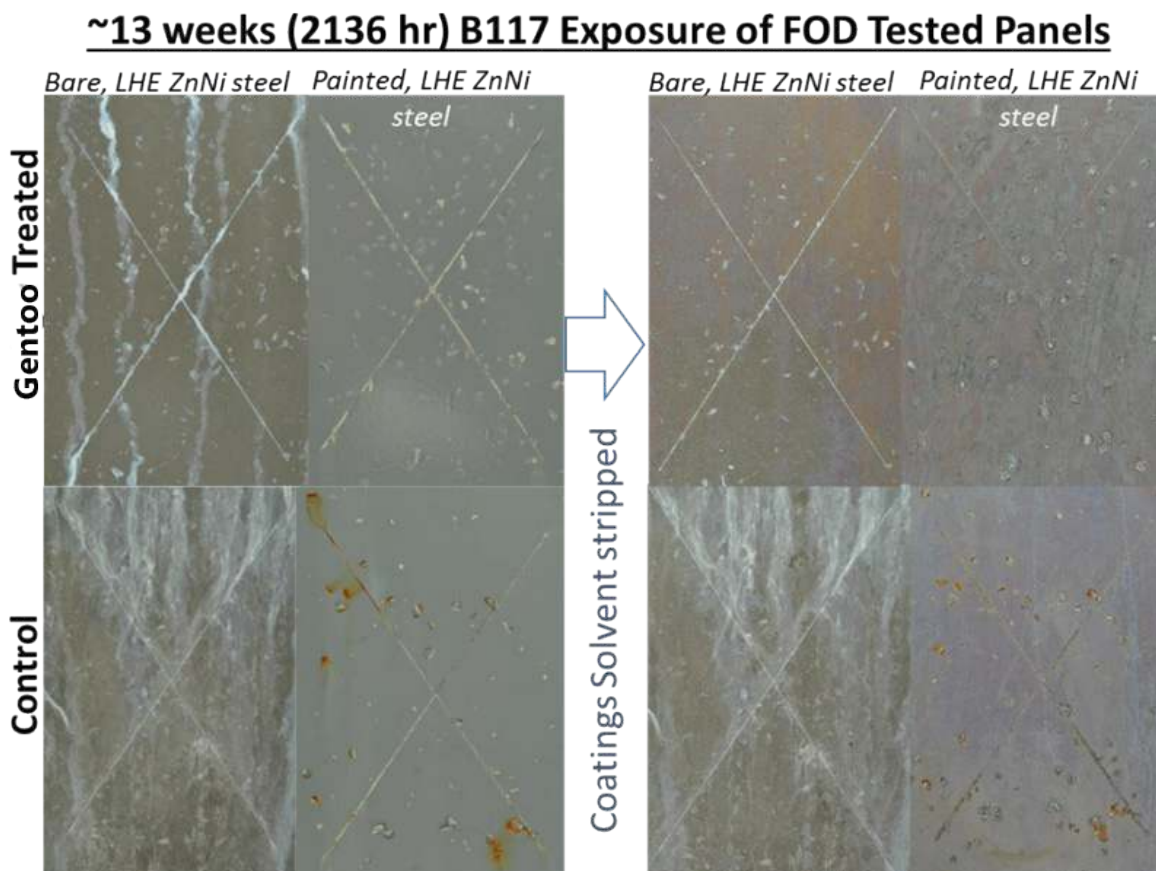 ~13 weeks (2136 hr) B117 Exposure of FOD Tested Panels
Bare, LHE ZnNi steel
Painted, LHE ZnNi
steel
Bare, LHE ZnNi steel
Painted, LHE ZnNi
steel
Gentoo Treated
Control
Coatings Solvent stripped